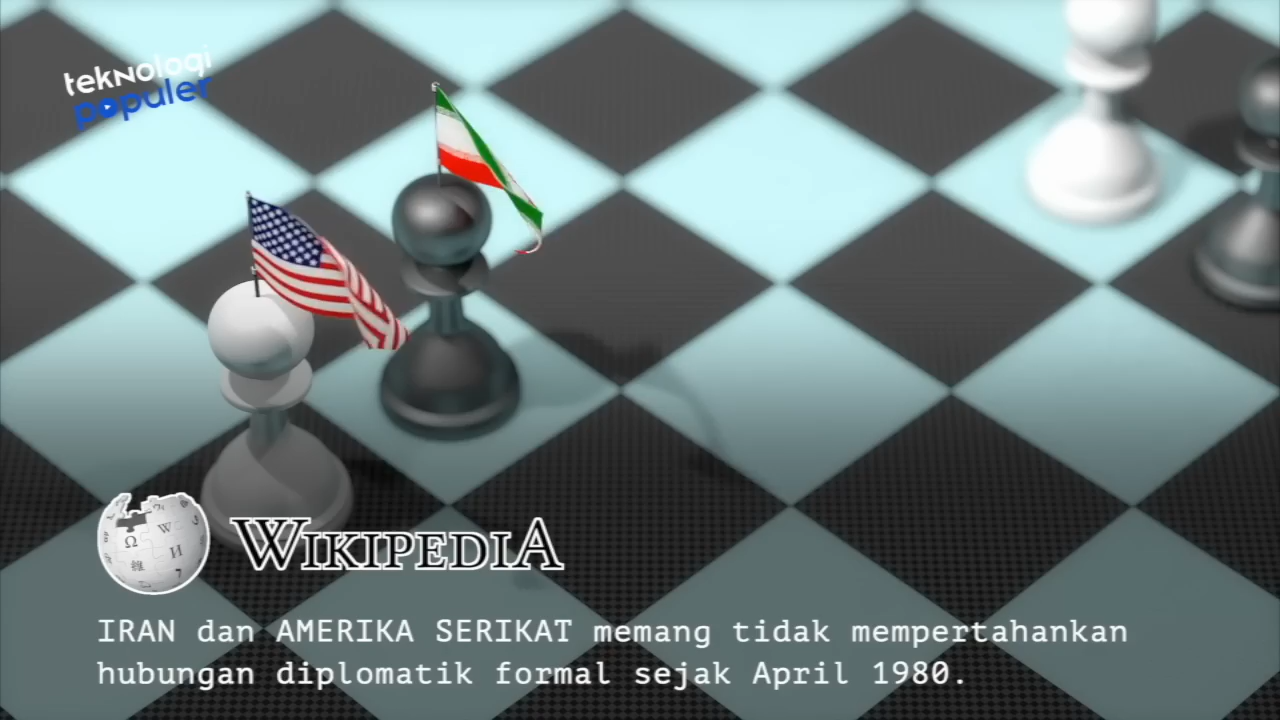 teknologi
populer
WIKIPEDIA
IRAN dan AMERIKA SERIKAT memang tidak mempertahankan
hubungan diplomatik formal sejak April 1980.